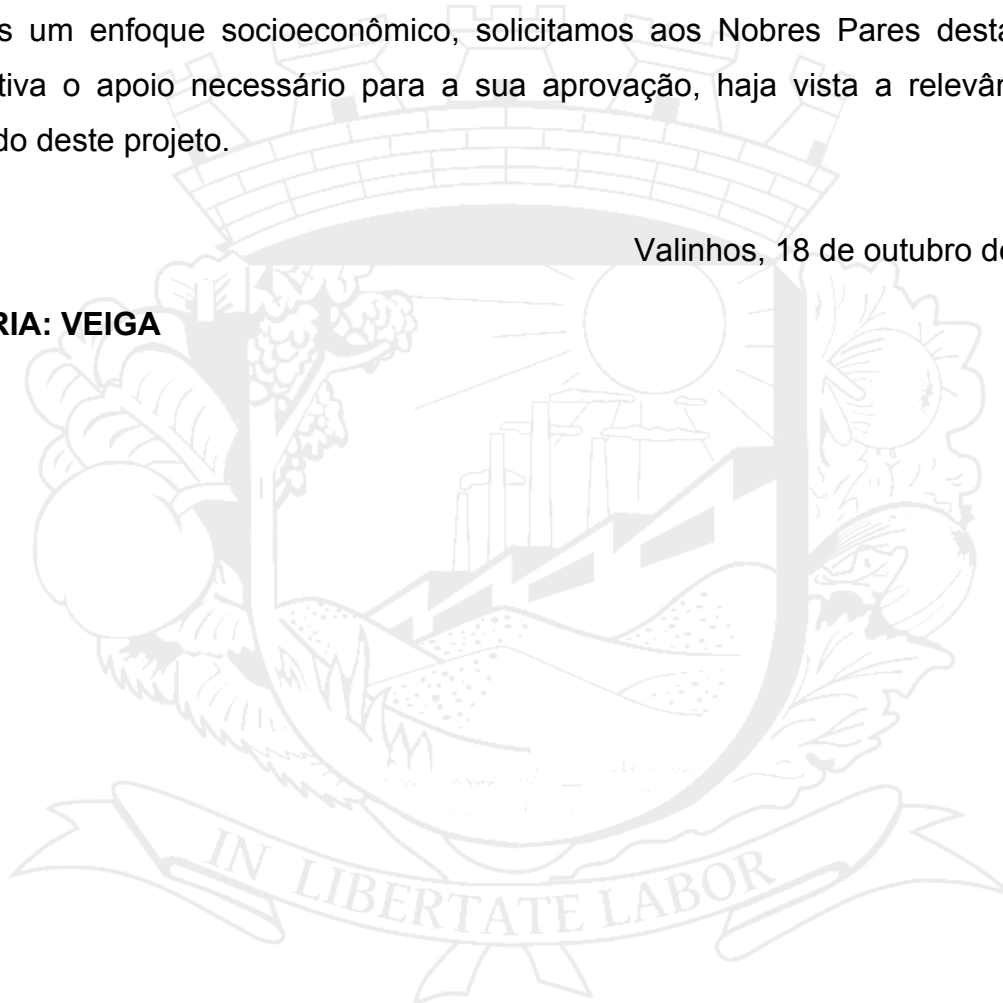 s um enfoque socioeconômico, solicitamos aos Nobres Pares desta
tiva o apoio necessário para a sua aprovação, haja vista a relevân
do deste projeto.
Valinhos, 18 de outubro de
RIA: VEIGA
IN LIBERTATE LABOR